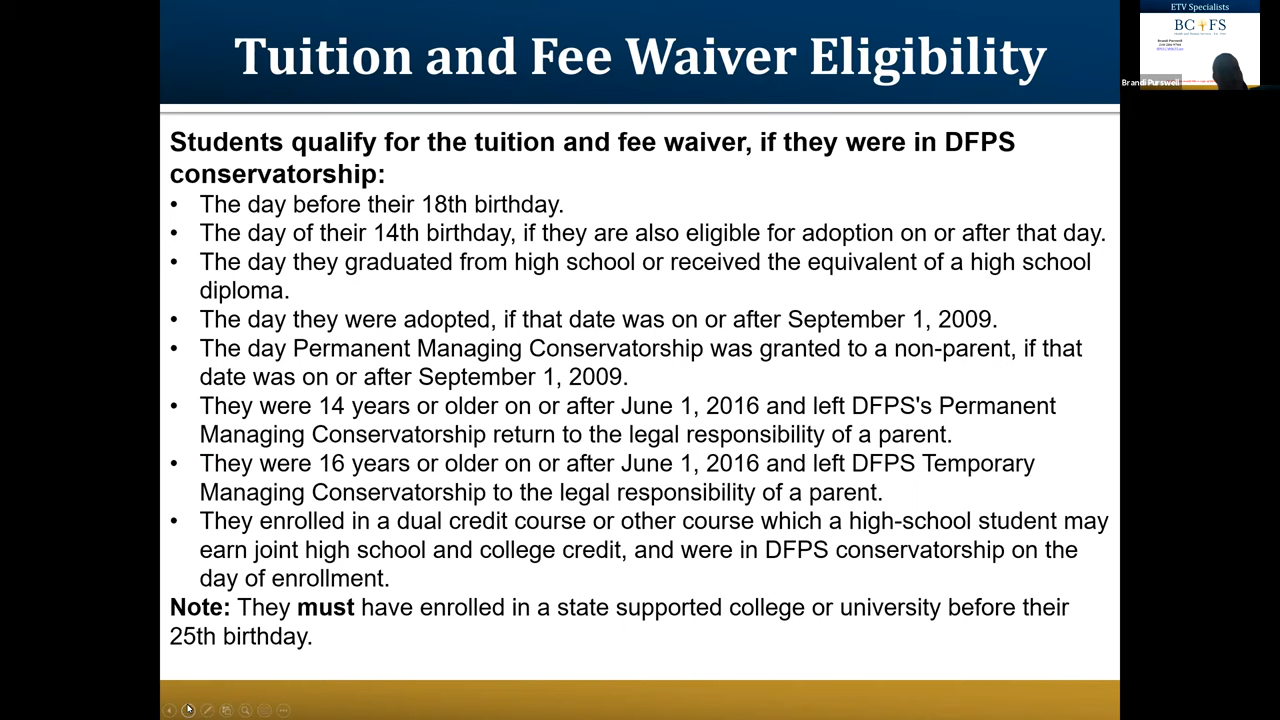 Tuition and Fee Waiver Eligibility
Students qualify for the tuition and fee waiver, if they were in DFPS
conservatorship:
• The day before their 18th birthday.
• The day of their 14th birthday, if they are also eligible for adoption on or after that day.
• The day they graduated from high school or received the equivalent of a high school
diploma.
• The day they were adopted, if that date was on or after September 1, 2009.
• The day Permanent Managing Conservatorship was granted to a non-parent, if that
date was on or after September 1, 2009.
• They were 14 years or older on or after June 1, 2016 and left DFPS's Permanent
Managing Conservatorship return to the legal responsibility of a parent.
• They were 16 years or older on or after June 1, 2016 and left DFPS Temporary
Managing Conservatorship to the legal responsibility of a parent.
• They enrolled in a dual credit course or other course which a high-school student may
earn joint high school and college credit, and were in DFPS conservatorship on the
day of enrollment.
Note: They must have enrolled in a state supported college or university before their
25th birthday.
ETV Specialists
BC FS
Brandi Purswell